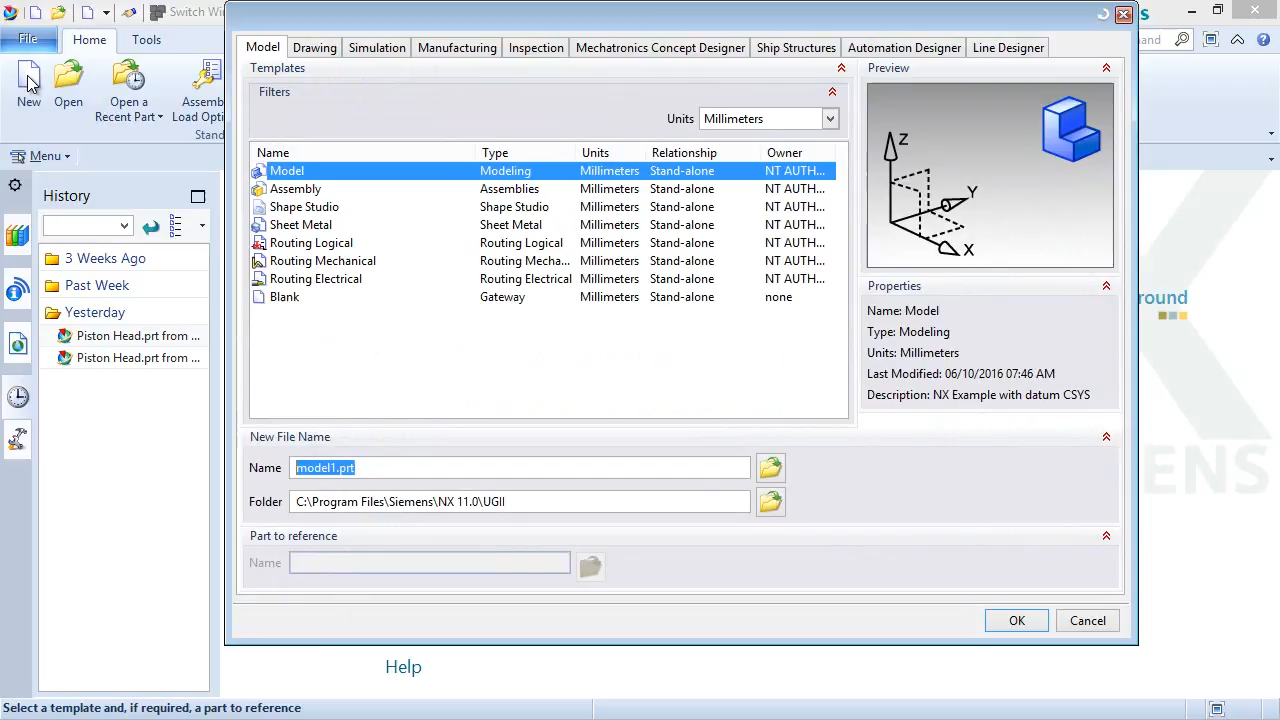 Switch Wi
s
File
Home
Tools
and
New
Open
Open a
Recent Part
Assemb
Load Opti
Stand
Menu
History
3 Weeks Ago
Past Week
Yesterday
Piston Head.prt from ...
Piston Head.prt from ...
Model
Drawing
Simulation
Manufacturing
Inspection
Mechatronics Concept Designer
Ship Structures
Automation Designer
Line Designer
Templates
Filters
Units Millimeters
Name Type Units Relationship Owner
Model Modeling Millimeters Stand-alone NT AUTH...
Assembly Assemblies Millimeters Stand-alone NT AUTH...
Shape Studio Shape Studio Millimeters Stand-alone NT AUTH...
Sheet Metal Sheet Metal Millimeters Stand-alone NT AUTH...
Routing Logical Routing Logical Millimeters Stand-alone NT AUTH...
Routing Mechanical Routing Mecha... Millimeters Stand-alone NT AUTH...
Routing Electrical Routing Electrical Millimeters Stand-alone NT AUTH...
Blank Gateway Millimeters Stand-alone none
Preview
Z
Y
X
Properties
Name: Model
Type: Modeling
Units: Millimeters
Last Modified: 06/10/2016 07:46 AM
Description: NX Example with datum CSYS
New File Name
Name model1.prt
Folder C:\Program Files\Siemens\NX 11.0\UGII
Part to reference
Name
OK
Cancel
round
ENS
Help
Select a template and, if required, a part to reference